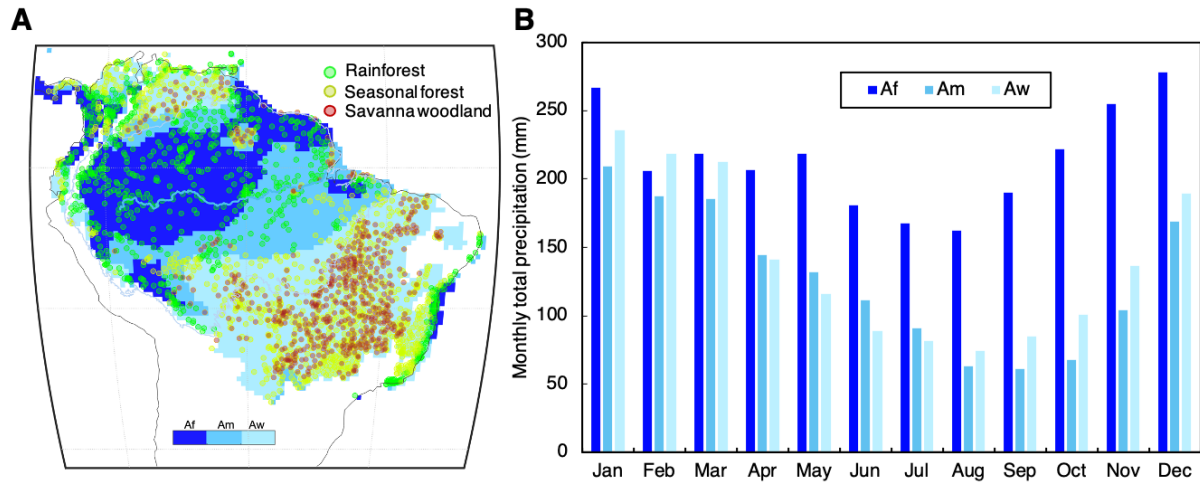 A
Rainforest
Seasonal forest
Savanna woodland
Af Am Aw
B
Monthly total precipitation (mm)
300
250
200
150
100
50
0
Af Am Aw
Jan Feb Mar Apr May Jun Jul Aug Sep Oct Nov Dec